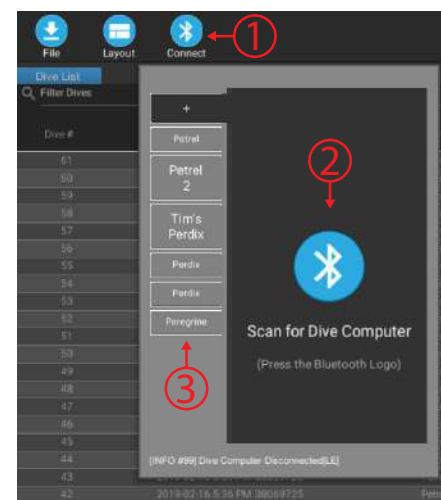 File
Layout
Connect
1
Dive List
Filter Dives
Dive #
61
60
59
58
57
56
55
54
53
52
51
50
49
48
47
46
45
44
43
42
+
Petrel
Petrel
2
Tim's
Perdix
Perdix
Perdix
Peregrine
3
2
Scan for Dive Computer
(Press the Bluetooth Logo)
[INFO #99] Dive Computer Disconnected[LE]
2019-02-16 5:36 PM 38069725